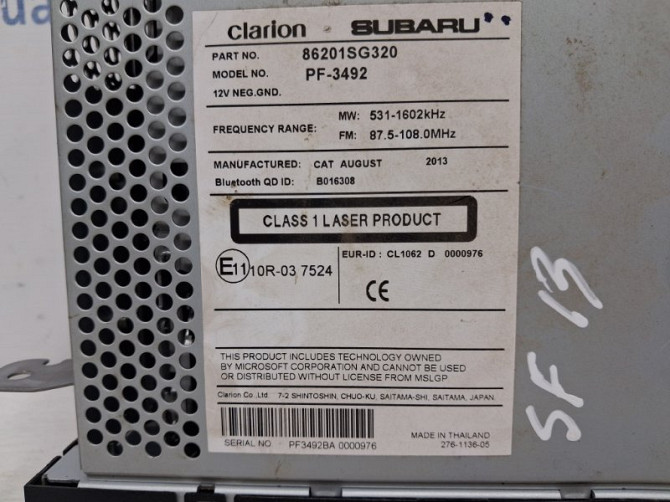 clarion SUBARU
PART NO. 86201SG320
MODEL NO. PF-3492
12V NEG.GND.
FREQUENCY RANGE: MW: 531-1602kHz
FM: 87.5-108.0MHz
MANUFACTURED: CAT AUGUST 2013
Bluetooth QD ID: B016308
CLASS 1 LASER PRODUCT
E11 10R-03 7524
EUR-ID : CL1062 D 0000976
CE
THIS PRODUCT INCLUDES TECHNOLOGY OWNED
BY MICROSOFT CORPORATION AND CANNOT BE USED
OR DISTRIBUTED WITHOUT LICENSE FROM MSLGP
Clarion Co.,Ltd 7-2 SHINTOSHIN, CHUO-KU, SAITAMA-SHI, SAITAMA, JAPAN.
SERIAL NO PF3492BA 0000976
MADE IN THAILAND
276-1136-05
SF 13